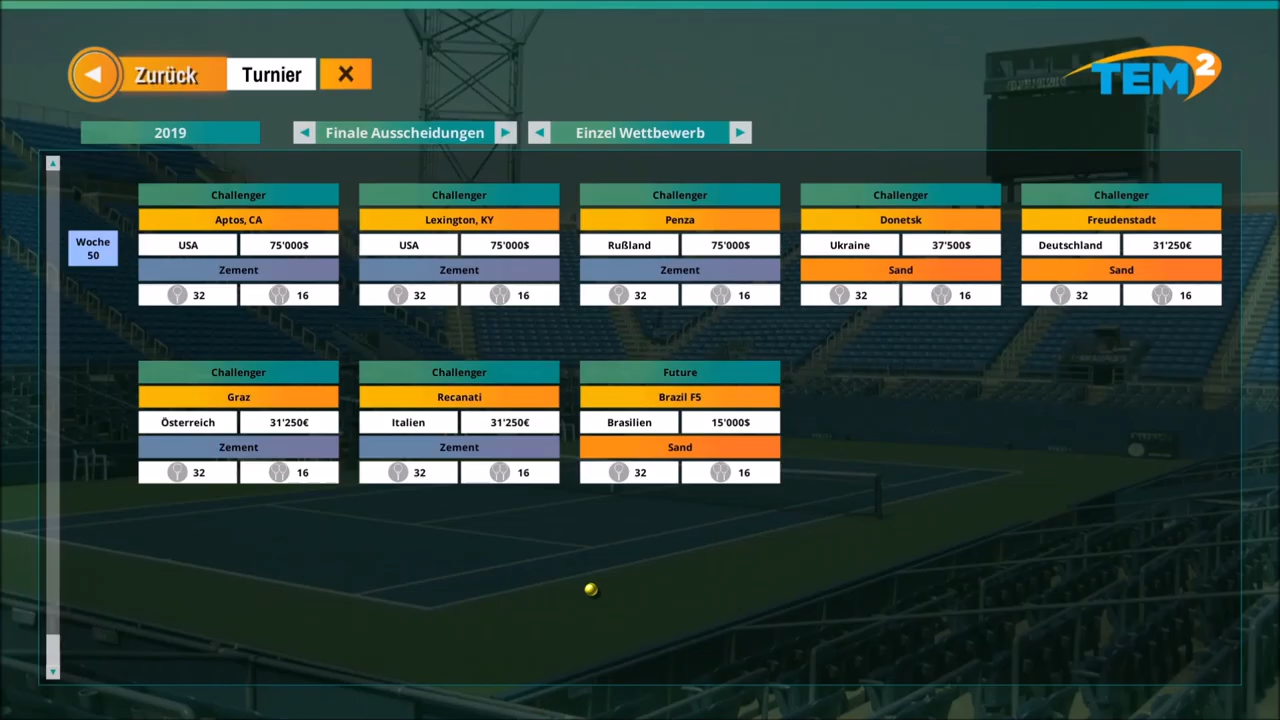 Zurück Turnier
TEM2
2019 Finale Ausscheidungen Einzel Wettbewerb
Woche
50
Challenger
Aptos, CA
USA 75'000$
Zement
32 16
Challenger
Lexington, KY
USA 75'000$
Zement
32 16
Challenger
Penza
Rußland 75'000$
Zement
32 16
Challenger
Donetsk
Ukraine 37'500$
Sand
32 16
Challenger
Freudenstadt
Deutschland 31'250€
Sand
32 16
Challenger
Graz
Österreich 31'250€
Zement
32 16
Challenger
Recanati
Italien 31'250€
Zement
32 16
Future
Brazil F5
Brasilien 15'000$
Sand
32 16